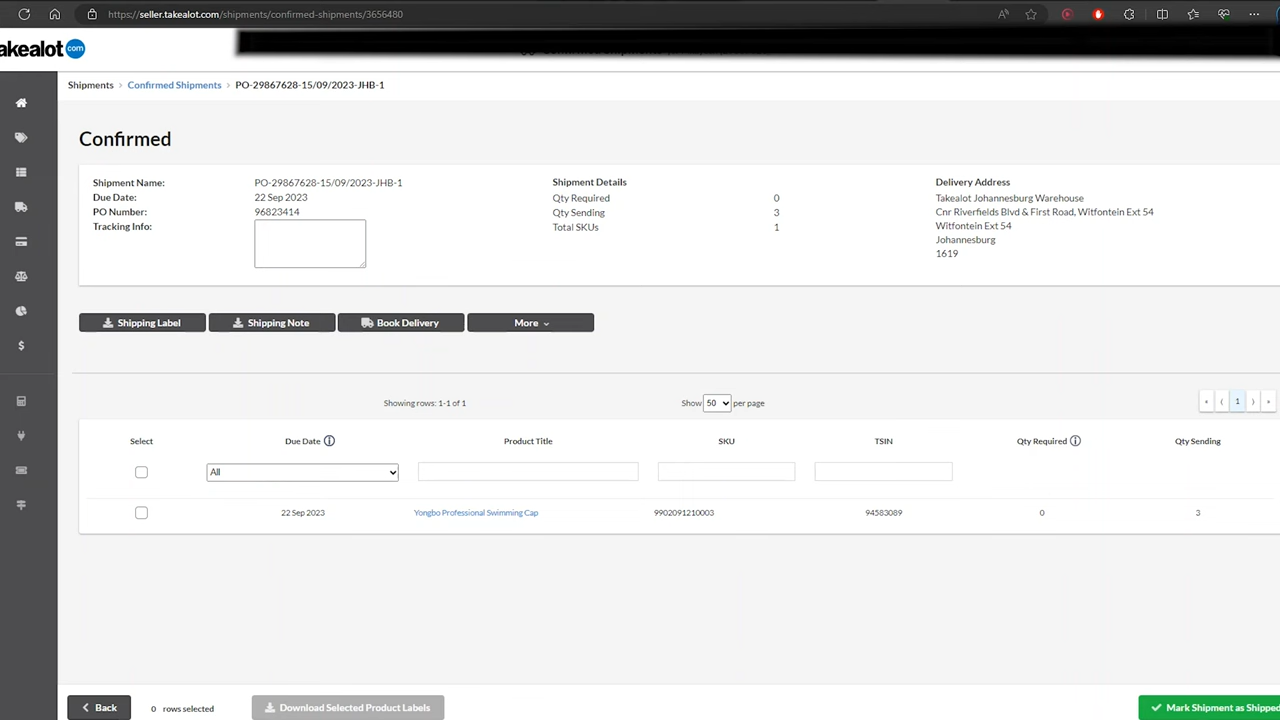 https://seller.takealot.com/shipments/confirmed-shipments/3656480
akealot com
Shipments > Confirmed Shipments > PO-29867628-15/09/2023-JHB-1
Confirmed
Shipment Name: PO-29867628-15/09/2023-JHB-1
Due Date: 22 Sep 2023
PO Number: 96823414
Tracking Info:
Shipment Details
Qty Required 0
Qty Sending 3
Total SKUs 1
Delivery Address
Takealot Johannesburg Warehouse
Cnr Riverfields Blvd & First Road, Witfontein Ext 54
Witfontein Ext 54
Johannesburg
1619
Shipping Label Shipping Note Book Delivery More
Showing rows: 1-1 of 1 Show 50 per page « ⟨ 1 ⟩ »
Select Due Date Product Title SKU TSIN Qty Required Qty Sending
All
22 Sep 2023 Yongbo Professional Swimming Cap 9902091210003 94583089 0 3
Back 0 rows selected Download Selected Product Labels Mark Shipment as Shipped